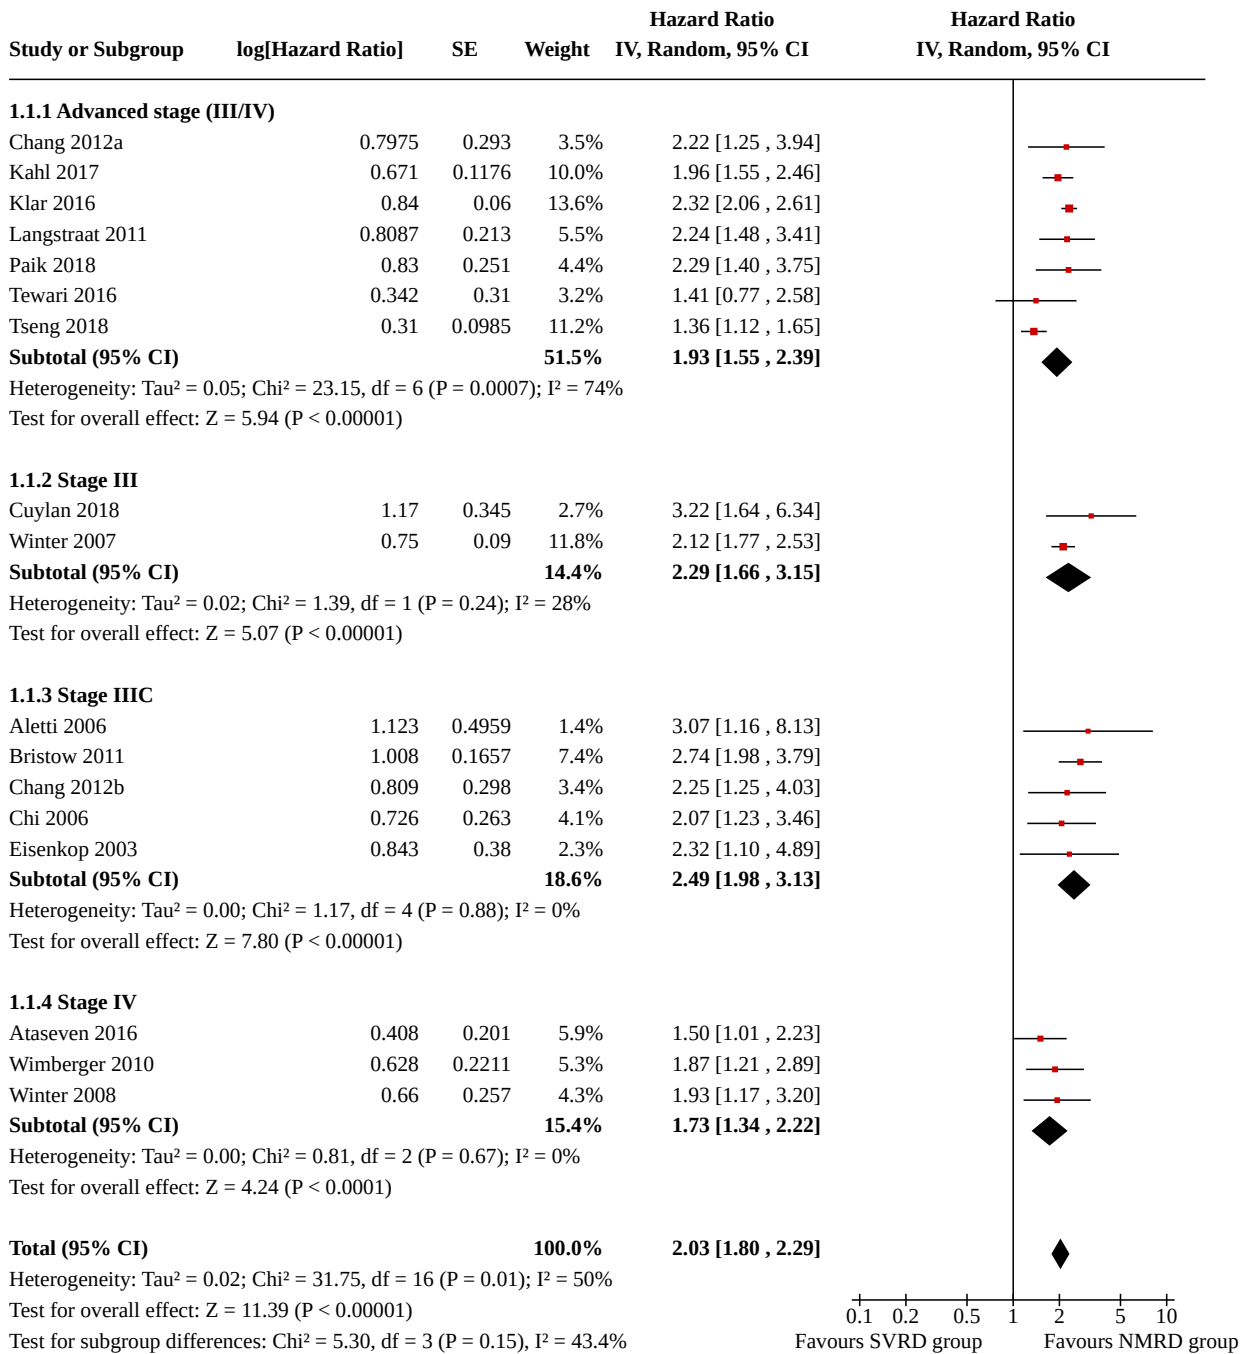 Hazard Ratio Hazard Ratio
Study or Subgroup log[Hazard Ratio] SE Weight IV, Random, 95% CI IV, Random, 95% CI
1.1.1 Advanced stage (III/IV)
Chang 2012a 0.7975 0.293 3.5% 2.22 [1.25 , 3.94]
Kahl 2017 0.671 0.1176 10.0% 1.96 [1.55 , 2.46]
Klar 2016 0.84 0.06 13.6% 2.32 [2.06 , 2.61]
Langstraat 2011 0.8087 0.213 5.5% 2.24 [1.48 , 3.41]
Paik 2018 0.83 0.251 4.4% 2.29 [1.40 , 3.75]
Tewari 2016 0.342 0.31 3.2% 1.41 [0.77 , 2.58]
Tseng 2018 0.31 0.0985 11.2% 1.36 [1.12 , 1.65]
Subtotal (95% CI) 51.5% 1.93 [1.55 , 2.39]
Heterogeneity: Tau² = 0.05; Chi² = 23.15, df = 6 (P = 0.0007); I² = 74%
Test for overall effect: Z = 5.94 (P < 0.00001)
1.1.2 Stage III
Cuylan 2018 1.17 0.345 2.7% 3.22 [1.64 , 6.34]
Winter 2007 0.75 0.09 11.8% 2.12 [1.77 , 2.53]
Subtotal (95% CI) 14.4% 2.29 [1.66 , 3.15]
Heterogeneity: Tau² = 0.02; Chi² = 1.39, df = 1 (P = 0.24); I² = 28%
Test for overall effect: Z = 5.07 (P < 0.00001)
1.1.3 Stage IIIC
Aletti 2006 1.123 0.4959 1.4% 3.07 [1.16 , 8.13]
Bristow 2011 1.008 0.1657 7.4% 2.74 [1.98 , 3.79]
Chang 2012b 0.809 0.298 3.4% 2.25 [1.25 , 4.03]
Chi 2006 0.726 0.263 4.1% 2.07 [1.23 , 3.46]
Eisenkop 2003 0.843 0.38 2.3% 2.32 [1.10 , 4.89]
Subtotal (95% CI) 18.6% 2.49 [1.98 , 3.13]
Heterogeneity: Tau² = 0.00; Chi² = 1.17, df = 4 (P = 0.88); I² = 0%
Test for overall effect: Z = 7.80 (P < 0.00001)
1.1.4 Stage IV
Ataseven 2016 0.408 0.201 5.9% 1.50 [1.01 , 2.23]
Wimberger 2010 0.628 0.2211 5.3% 1.87 [1.21 , 2.89]
Winter 2008 0.66 0.257 4.3% 1.93 [1.17 , 3.20]
Subtotal (95% CI) 15.4% 1.73 [1.34 , 2.22]
Heterogeneity: Tau² = 0.00; Chi² = 0.81, df = 2 (P = 0.67); I² = 0%
Test for overall effect: Z = 4.24 (P < 0.0001)
Total (95% CI) 100.0% 2.03 [1.80 , 2.29]
Heterogeneity: Tau² = 0.02; Chi² = 31.75, df = 16 (P = 0.01); I² = 50%
Test for overall effect: Z = 11.39 (P < 0.00001)
0.1 0.2 0.5 1 2 5 10
Test for subgroup differences: Chi² = 5.30, df = 3 (P = 0.15), I² = 43.4%
Favours SVRD group Favours NMRD group